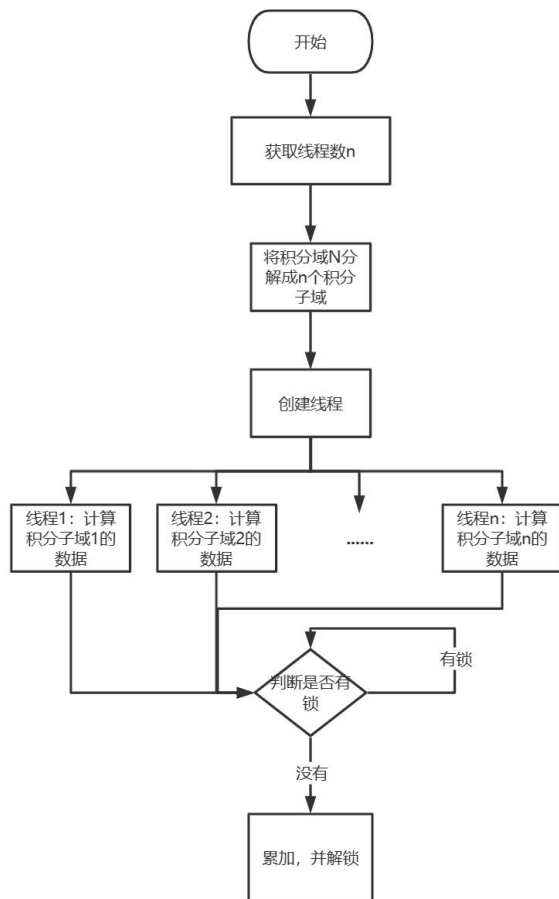 开始
获取线程数n
将积分域N分
解成n个积分
子域
创建线程
线程1：计算
积分子域1的
数据
线程2：计算
积分子域2的
数据
......
线程n：计算
积分子域n的
数据
有锁
判断是否有
锁
没有
累加，并解锁